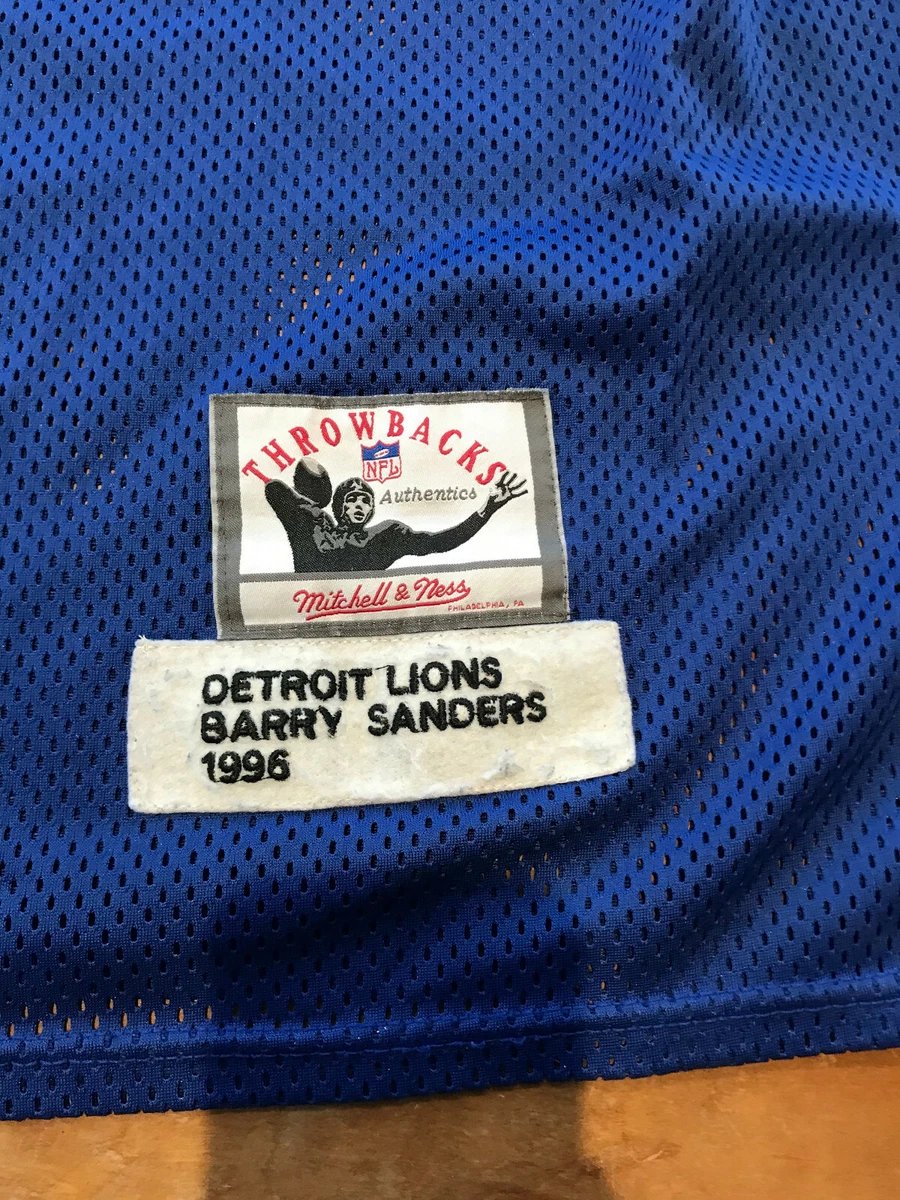 THROWBACKS
NFL
Authentics
Mitchell & Ness
PHILADELPHIA, PA
DETROIT LIONS
BARRY SANDERS
1996